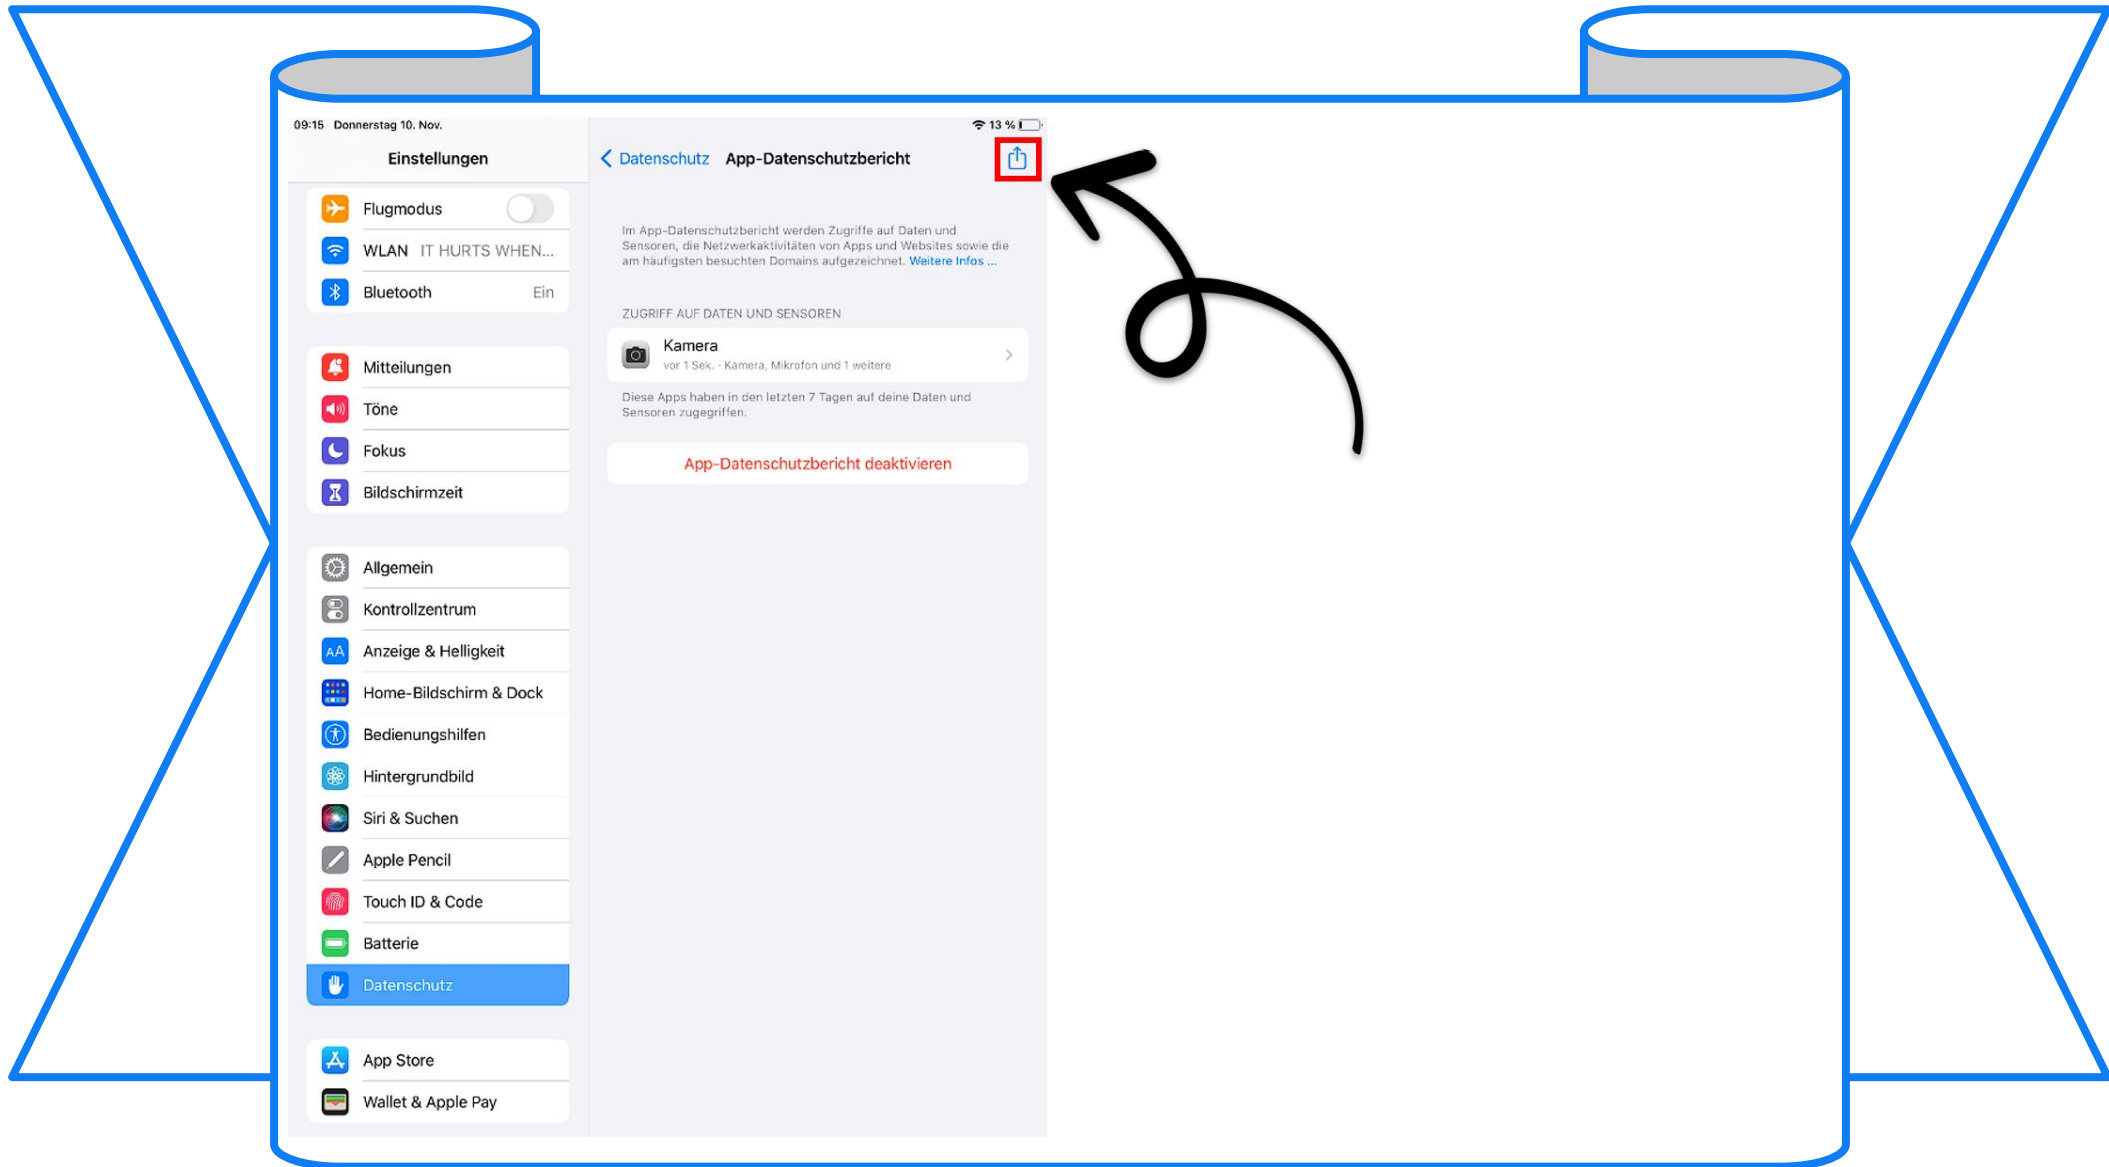 09:15 Donnerstag 10. Nov.
13 %
Einstellungen
Flugmodus
WLAN IT HURTS WHEN...
Bluetooth Ein
Mitteilungen
Töne
Fokus
Bildschirmzeit
Allgemein
Kontrollzentrum
AA Anzeige & Helligkeit
Home-Bildschirm & Dock
Bedienungshilfen
Hintergrundbild
Siri & Suchen
Apple Pencil
Touch ID & Code
Batterie
Datenschutz
App Store
Wallet & Apple Pay
Datenschutz App-Datenschutzbericht
Im App-Datenschutzbericht werden Zugriffe auf Daten und
Sensoren, die Netzwerkaktivitäten von Apps und Websites sowie die
am häufigsten besuchten Domains aufgezeichnet. Weitere Infos ...
ZUGRIFF AUF DATEN UND SENSOREN
Kamera
vor 1 Sek. - Kamera, Mikrofon und 1 weitere
Diese Apps haben in den letzten 7 Tagen auf deine Daten und
Sensoren zugegriffen.
App-Datenschutzbericht deaktivieren